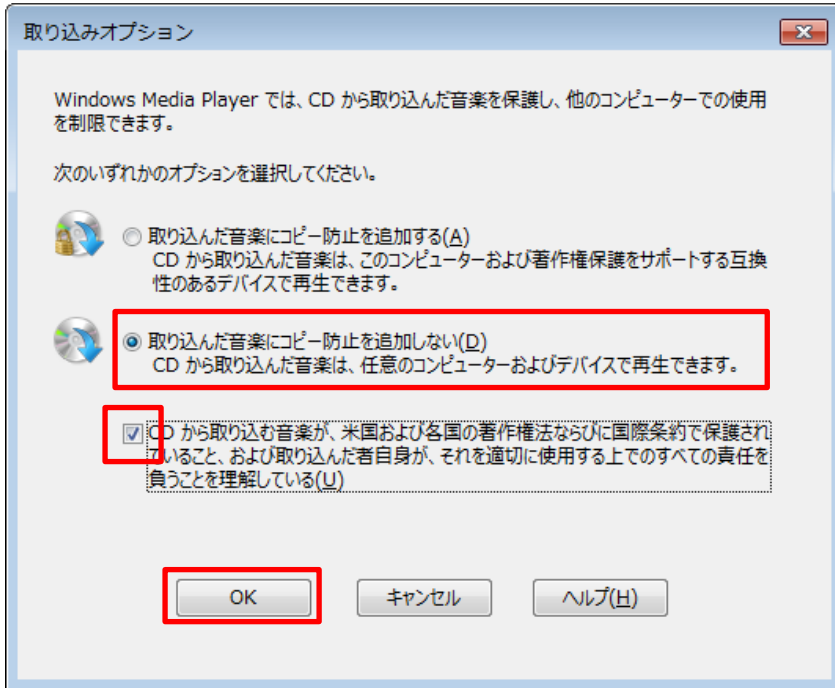 取り込みオプション
Windows Media Player では、CD から取り込んだ音楽を保護し、他のコンピューターでの使用
を制限できます。
次のいずれかのオプションを選択してください。
取り込んだ音楽にコピー防止を追加する(A)
CD から取り込んだ音楽は、このコンピューターおよび著作権保護をサポートする互換
性のあるデバイスで再生できます。
取り込んだ音楽にコピー防止を追加しない(D)
CD から取り込んだ音楽は、任意のコンピューターおよびデバイスで再生できます。
CD から取り込む音楽が、米国および各国の著作権法ならびに国際条約で保護され
ていること、および取り込んだ者自身が、それを適切に使用する上でのすべての責任を
負うことを理解している(U)
OK キャンセル ヘルプ(H)